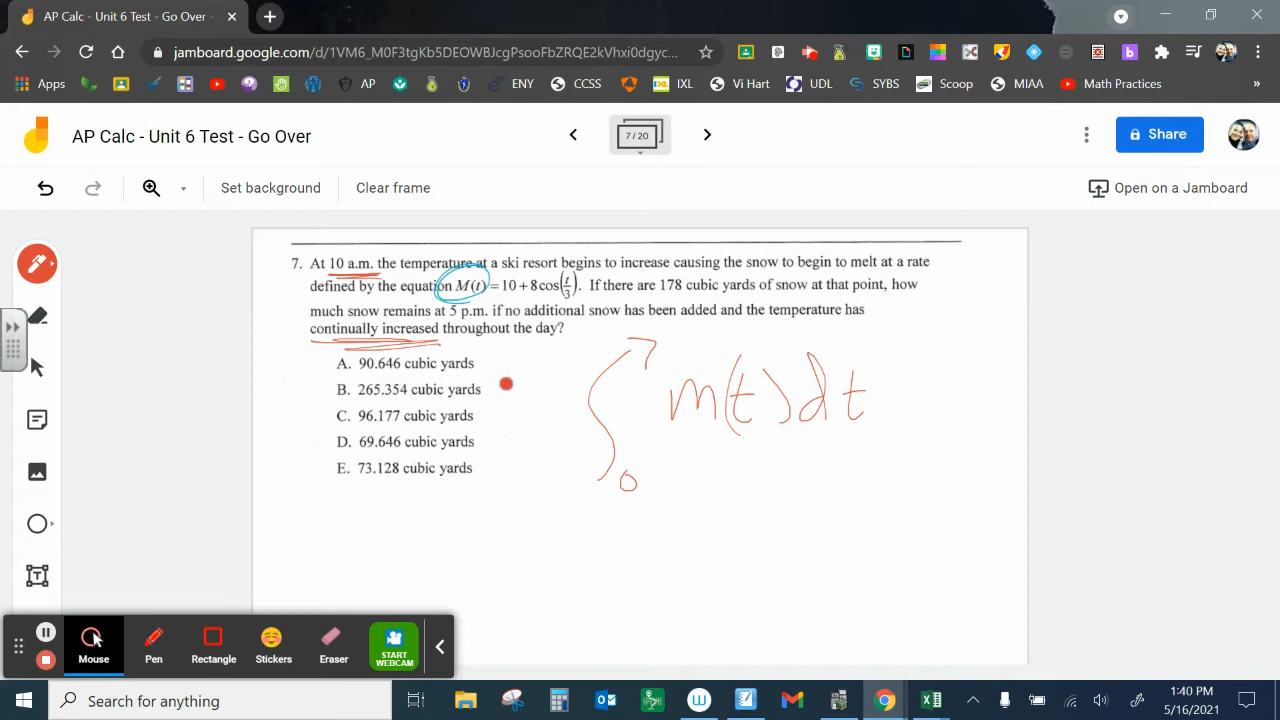 AP Calc - Unit 6 Test - Go Over -
jamboard.google.com/d/1VM6_M0F3tgKb5DEOWBJcgP3ooFbZRQE2kVhxi0dgyc...
Apps
AP
ENY
CCSS
IXL
Vi Hart
UDL
SYBS
Scoop
MIAA
Math Practices
»
AP Calc - Unit 6 Test - Go Over
7 / 20
Share
Set background
Clear frame
Open on a Jamboard
7. At 10 a.m. the temperature at a ski resort begins to increase causing the snow to begin to melt at a rate
defined by the equation M(t) = 10 + 8cos(t/3). If there are 178 cubic yards of snow at that point, how
much snow remains at 5 p.m. if no additional snow has been added and the temperature has
continually increased throughout the day?
A. 90.646 cubic yards
B. 265.354 cubic yards
C. 96.177 cubic yards
D. 69.646 cubic yards
E. 73.128 cubic yards
∫₀⁷ m(t)dt
Mouse
Pen
Rectangle
Stickers
Eraser
START
WEBCAM
Search for anything
1:40 PM
5/16/2021